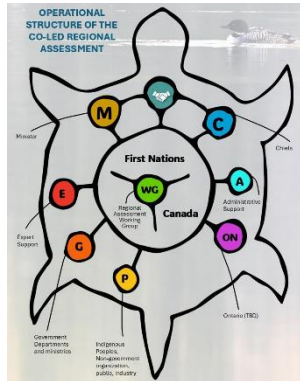 OPERATIONAL
STRUCTURE OF THE
CO-LED REGIONAL
ASSESSMENT
M
C
Minister
Chiefs
First Nations
E
WG
A
Regional
Assessment
Working
Group
Canada
Expert
Support
Administrative
Support
G
ON
P
Ontario (TBD)
Government
Departments
and ministries
Indigenous
Peoples,
Non-government
organization,
public, industry